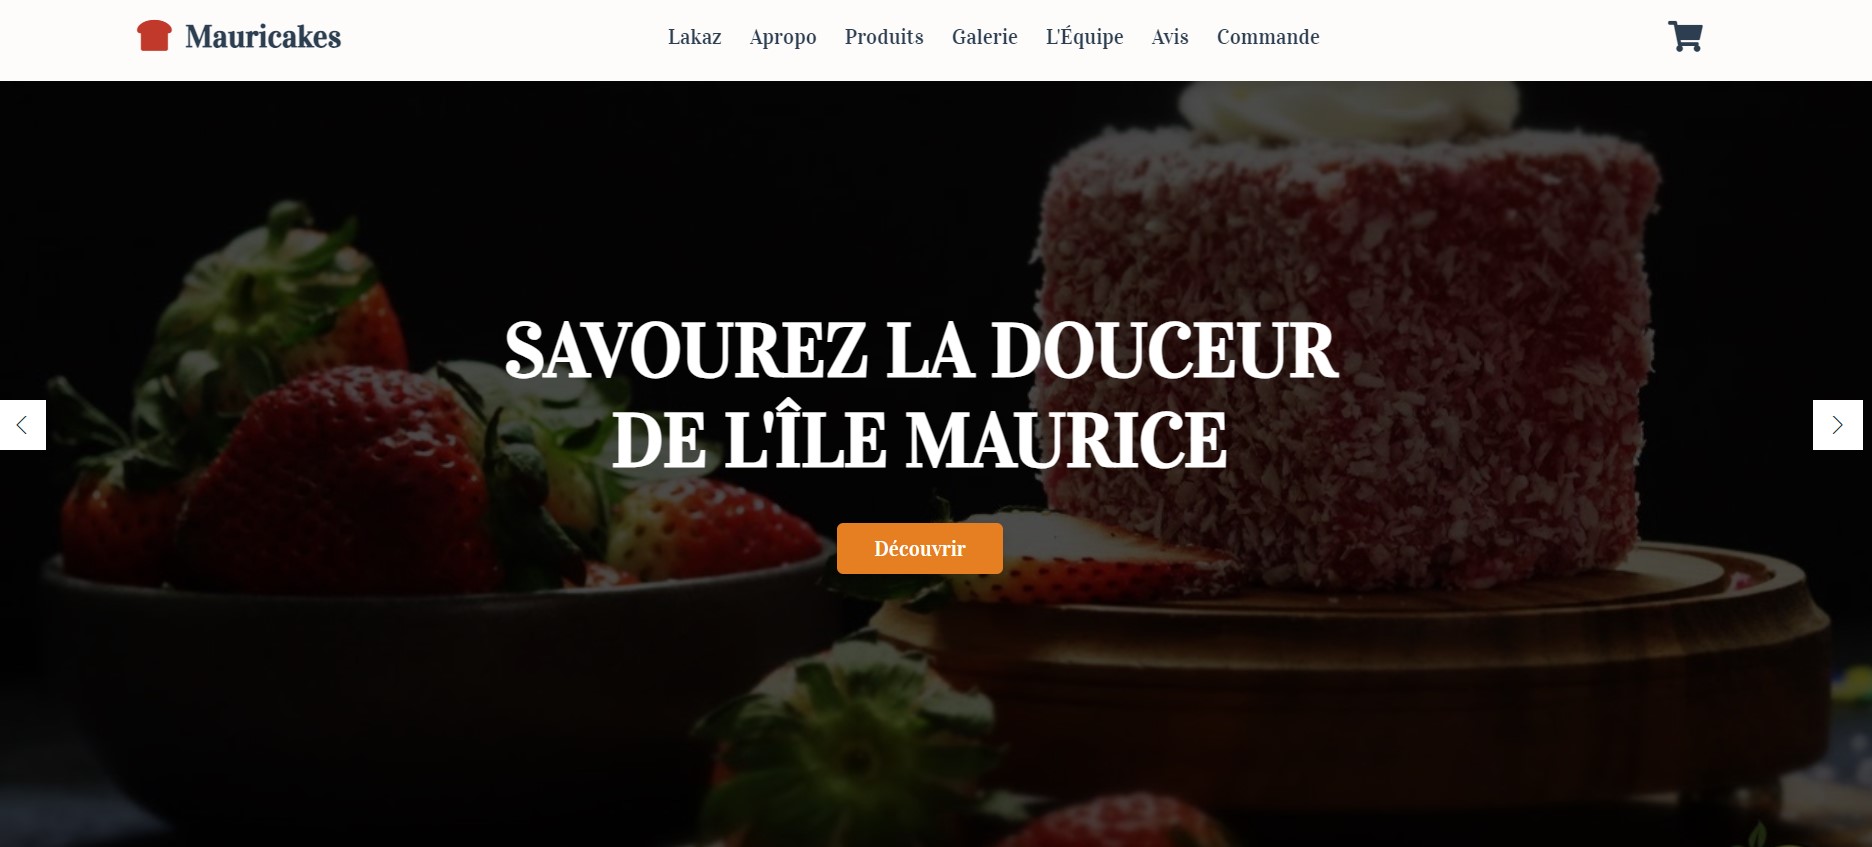 Mauricakes
Lakaz Apropo Produits Galerie L'Équipe Avis Commande
SAVOUREZ LA DOUCEUR
DE L'ÎLE MAURICE
Découvrir